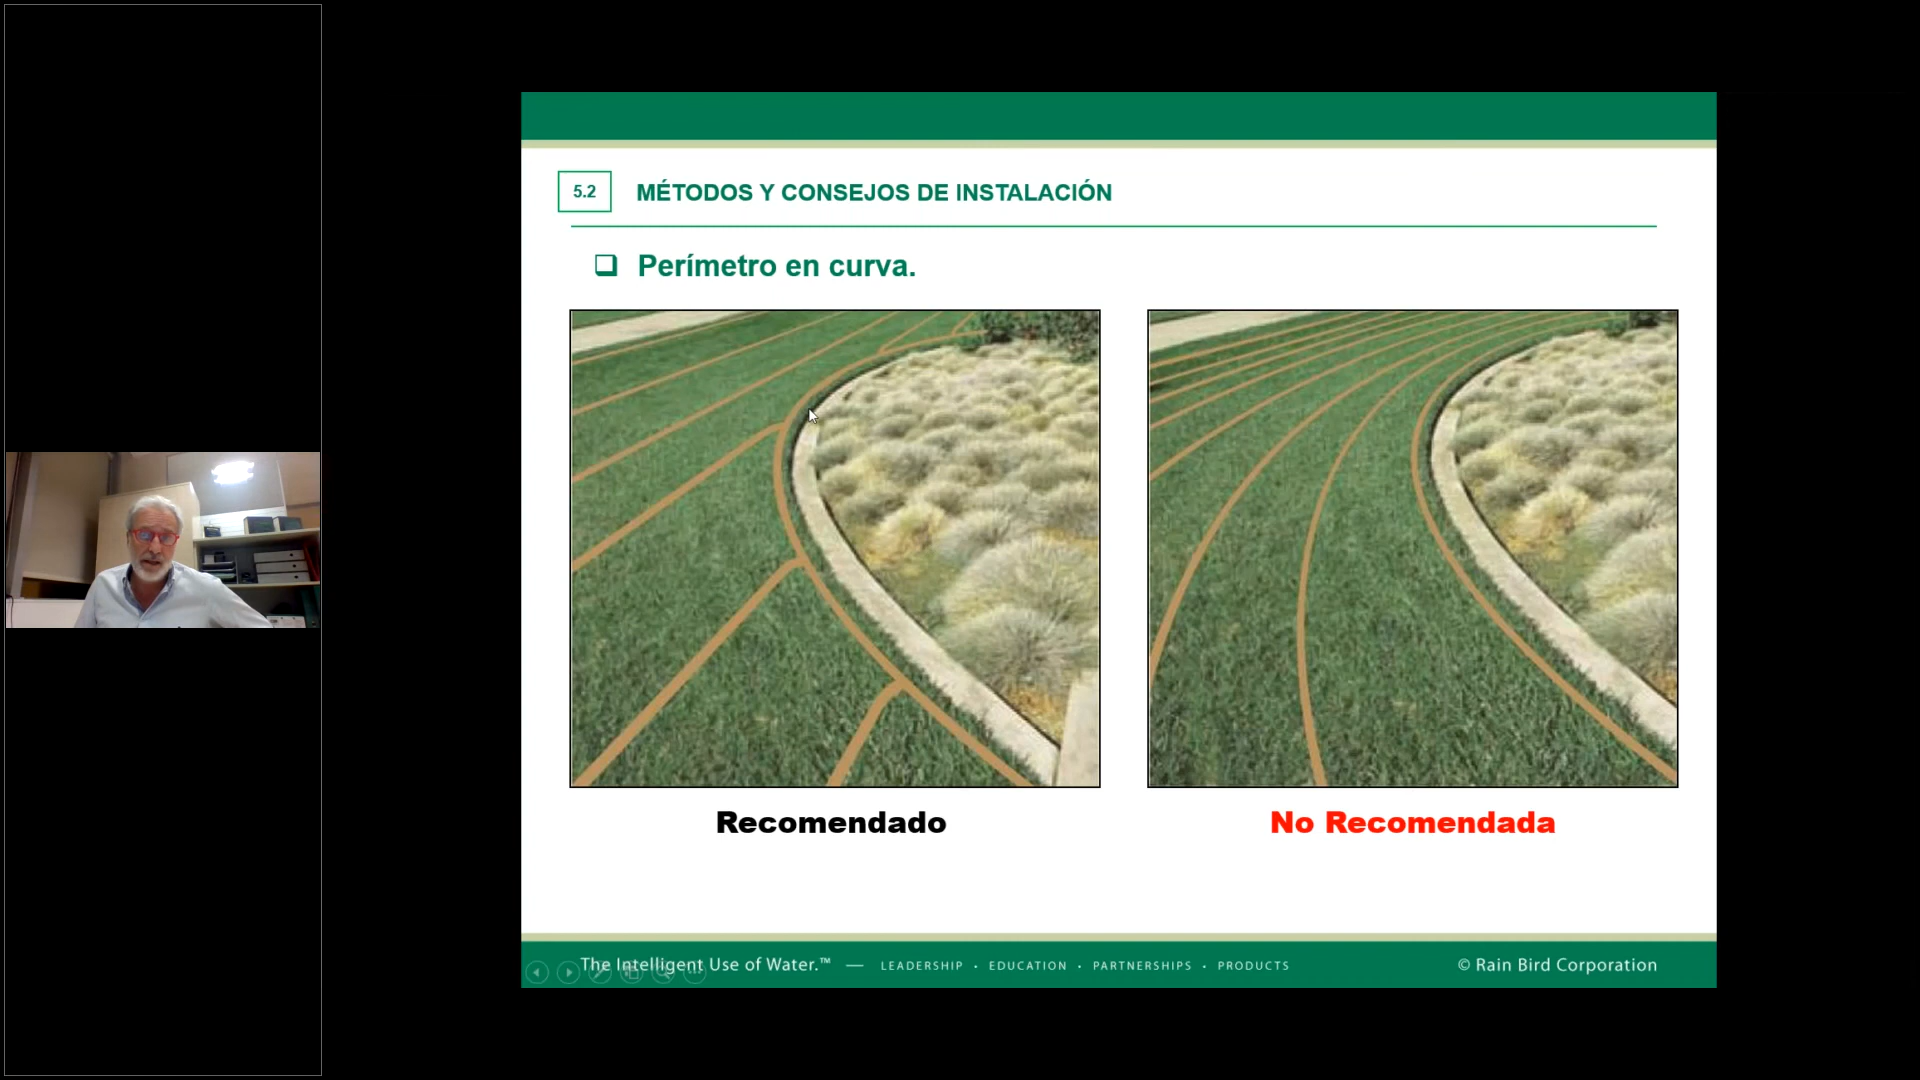 5.2
MÉTODOS Y CONSEJOS DE INSTALACIÓN
Perímetro en curva.
Recomendado
No Recomendada
The Intelligent Use of Water.™ — LEADERSHIP • EDUCATION • PARTNERSHIPS • PRODUCTS
© Rain Bird Corporation